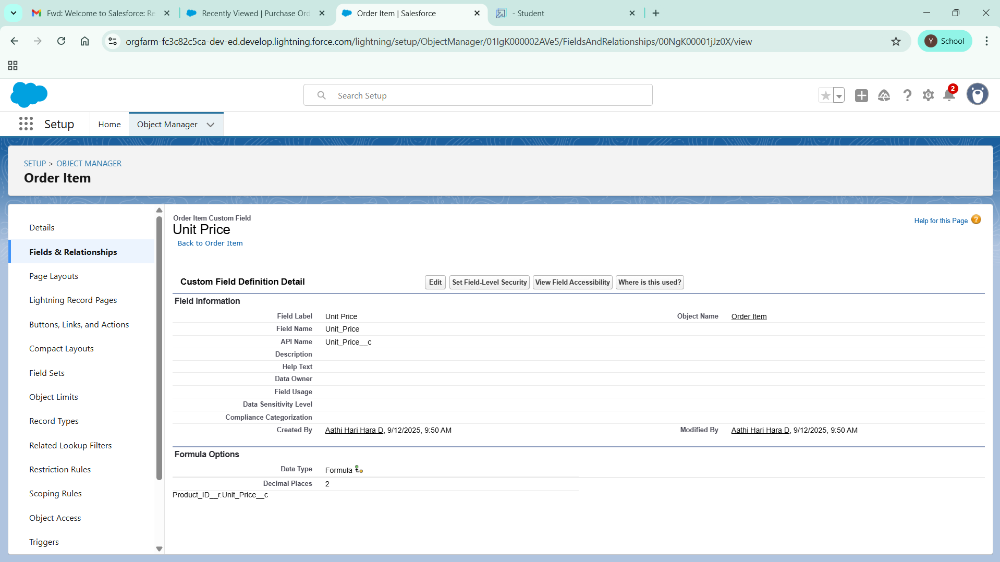 Fwd: Welcome to Salesforce: Re
Recently Viewed | Purchase Ord
Order Item | Salesforce
- Student
orgfarm-fc3c82c5ca-dev-ed.develop.lightning.force.com/lightning/setup/ObjectManager/01IgK000002AVe5/FieldsAndRelationships/00NgK00001jJz0X/view
Y School
Search Setup
2
Setup
Home
Object Manager
SETUP > OBJECT MANAGER
Order Item
Details
Fields & Relationships
Page Layouts
Lightning Record Pages
Buttons, Links, and Actions
Compact Layouts
Field Sets
Object Limits
Record Types
Related Lookup Filters
Restriction Rules
Scoping Rules
Object Access
Triggers
Order Item Custom Field
Unit Price
Back to Order Item
Help for this Page ?
Custom Field Definition Detail
Edit
Set Field-Level Security
View Field Accessibility
Where is this used?
Field Information
Field Label Unit Price Object Name Order Item
Field Name Unit_Price
API Name Unit_Price__c
Description
Help Text
Data Owner
Field Usage
Data Sensitivity Level
Compliance Categorization
Created By Aathi Hari Hara D, 9/12/2025, 9:50 AM Modified By Aathi Hari Hara D, 9/12/2025, 9:50 AM
Formula Options
Data Type Formula
Decimal Places 2
Product_ID__r.Unit_Price__c